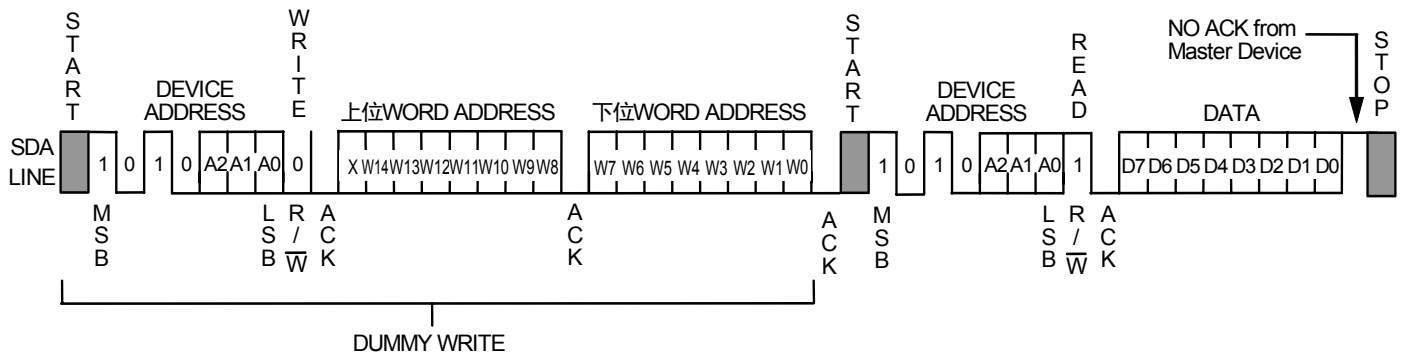 START
WRITE
START
READ
NO ACK from
Master Device
STOP
DEVICE
ADDRESS
上位WORD ADDRESS
下位WORD ADDRESS
DEVICE
ADDRESS
DATA
SDA
LINE
1 0 1 0 A2 A1 A0 0
X W14 W13 W12 W11 W10 W9 W8
W7 W6 W5 W4 W3 W2 W1 W0
1 0 1 0 A2 A1 A0 1
D7 D6 D5 D4 D3 D2 D1 D0
MSB
LSB
R/W̅
ACK
ACK
ACK
MSB
LSB
R/W̅
ACK
DUMMY WRITE